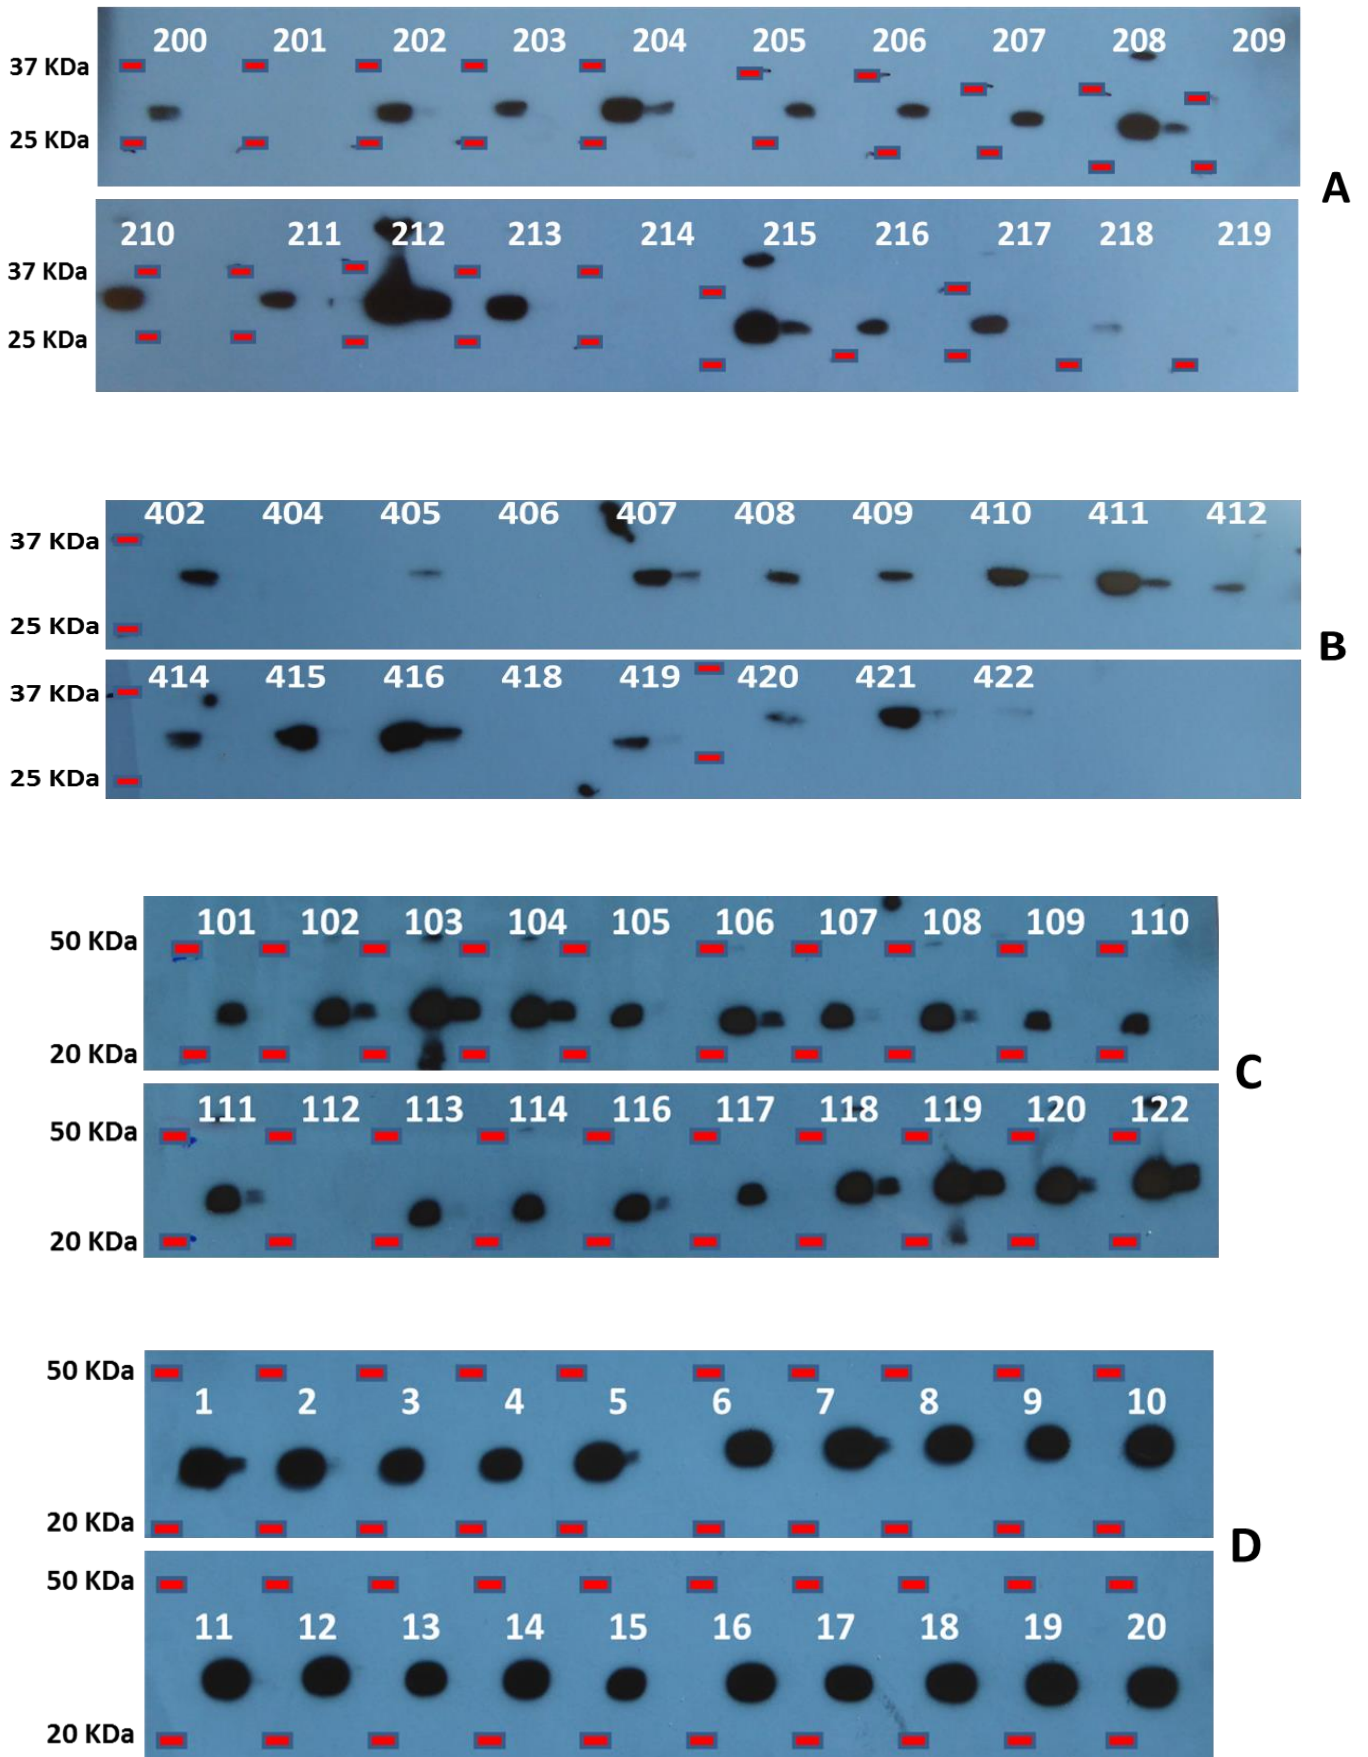 200 201 202 203 204 205 206 207 208 209
37 KDa
25 KDa
A
210 211 212 213 214 215 216 217 218 219
37 KDa
25 KDa
402 404 405 406 407 408 409 410 411 412
37 KDa
25 KDa
B
414 415 416 418 419 420 421 422
37 KDa
25 KDa
101 102 103 104 105 106 107 108 109 110
50 KDa
20 KDa
C
111 112 113 114 116 117 118 119 120 122
50 KDa
20 KDa
50 KDa
1 2 3 4 5 6 7 8 9 10
20 KDa
D
50 KDa
11 12 13 14 15 16 17 18 19 20
20 KDa